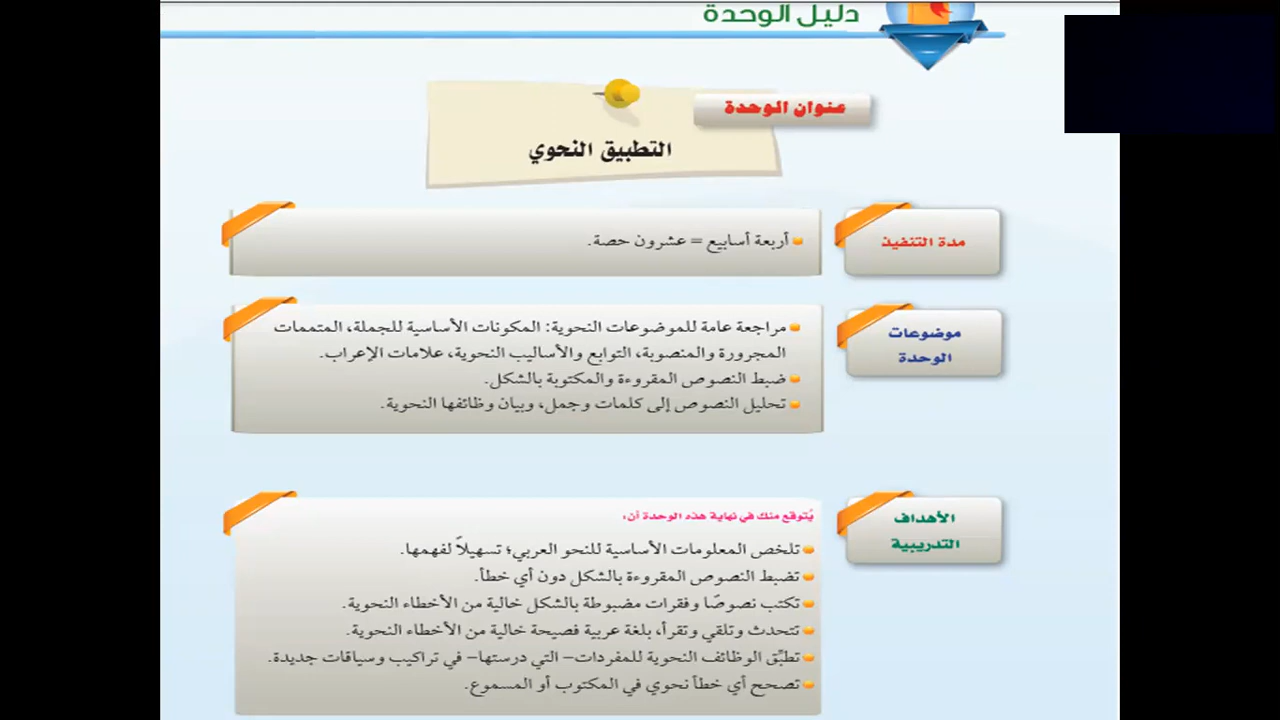 دليل الوحدة
عنوان الوحدة
التطبيق النحوي
مدة التنفيذ
أربعة أسابيع = عشرون حصة.
موضوعات
الوحدة
مراجعة عامة للموضوعات النحوية: المكونات الأساسية للجملة، المتممات
المجرورة والمنصوبة، التوابع والأساليب النحوية، علامات الإعراب.
ضبط النصوص المقروءة والمكتوبة بالشكل.
تحليل النصوص إلى كلمات وجمل، وبيان وظائفها النحوية.
الأهداف
التدريبية
يُتوقع منك في نهاية هذه الوحدة أن:
تلخص المعلومات الأساسية للنحو العربي؛ تسهيلاً لفهمها.
تضبط النصوص المقروءة بالشكل دون أي خطأ.
تكتب نصوصًا وفقرات مضبوطة بالشكل خالية من الأخطاء النحوية.
تتحدث وتلقي وتقرأ، بلغة عربية فصيحة خالية من الأخطاء النحوية.
تطبِّق الوظائف النحوية للمفردات- التي درستها- في تراكيب وسياقات جديدة.
تصحح أي خطأ نحوي في المكتوب أو المسموع.